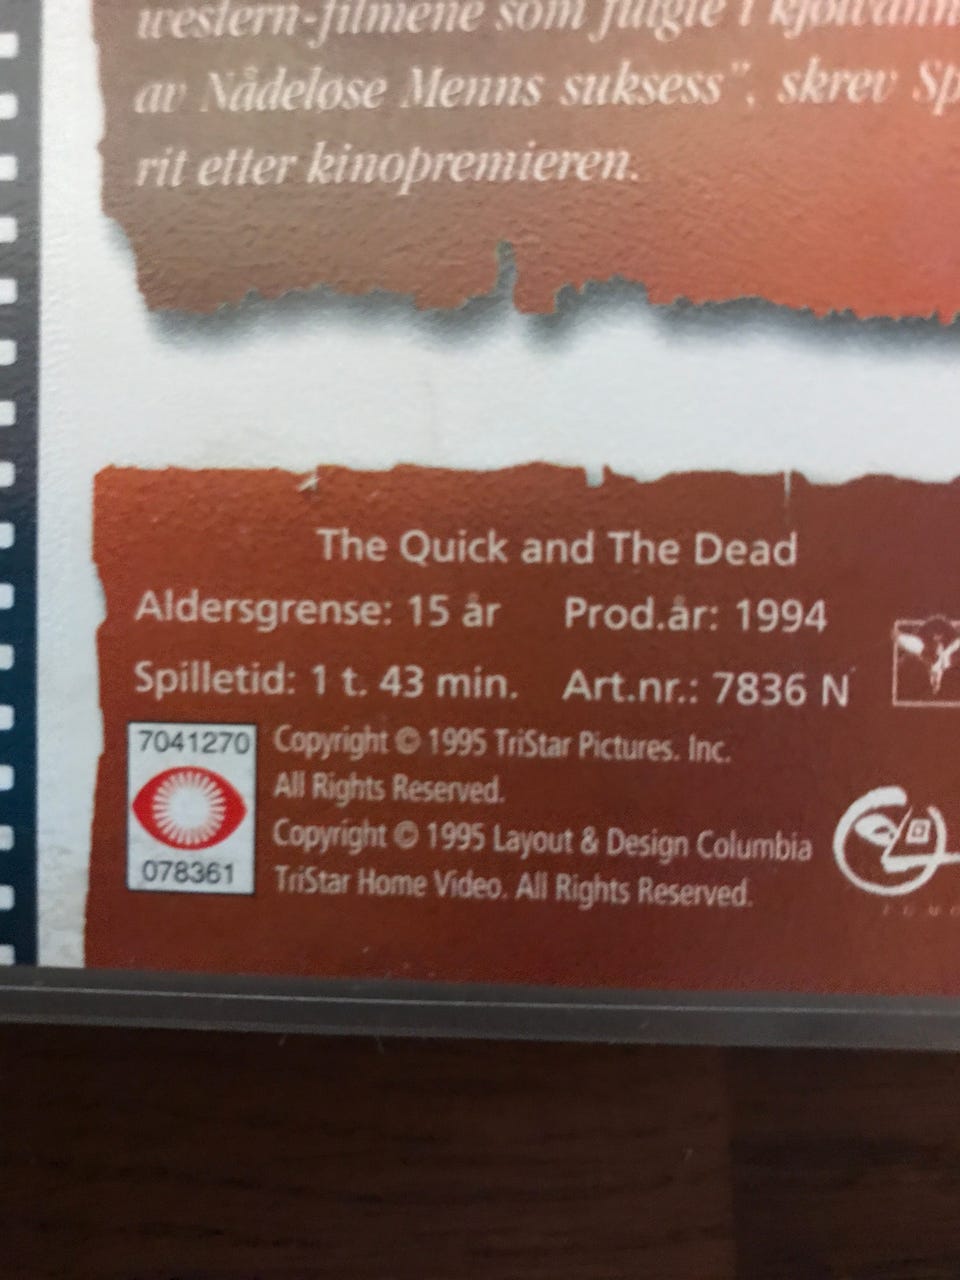 western-filmene som fulgte i kjølvann
av Nådeløse Menns suksess", skrev Sp
rit etter kinopremieren.
The Quick and The Dead
Aldersgrense: 15 år Prod.år: 1994
Spilletid: 1 t. 43 min. Art.nr.: 7836 N
7041270
078361
Copyright © 1995 TriStar Pictures. Inc.
All Rights Reserved.
Copyright © 1995 Layout & Design Columbia
TriStar Home Video. All Rights Reserved.